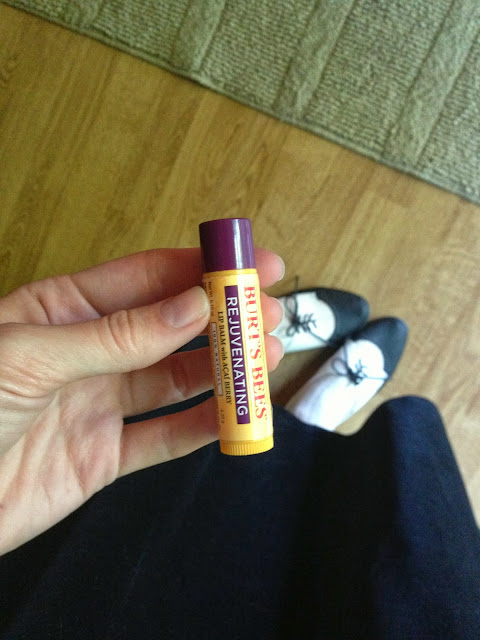 BURT'S BEES
REJUVENATING
LIP BALM with ACAI BERRY